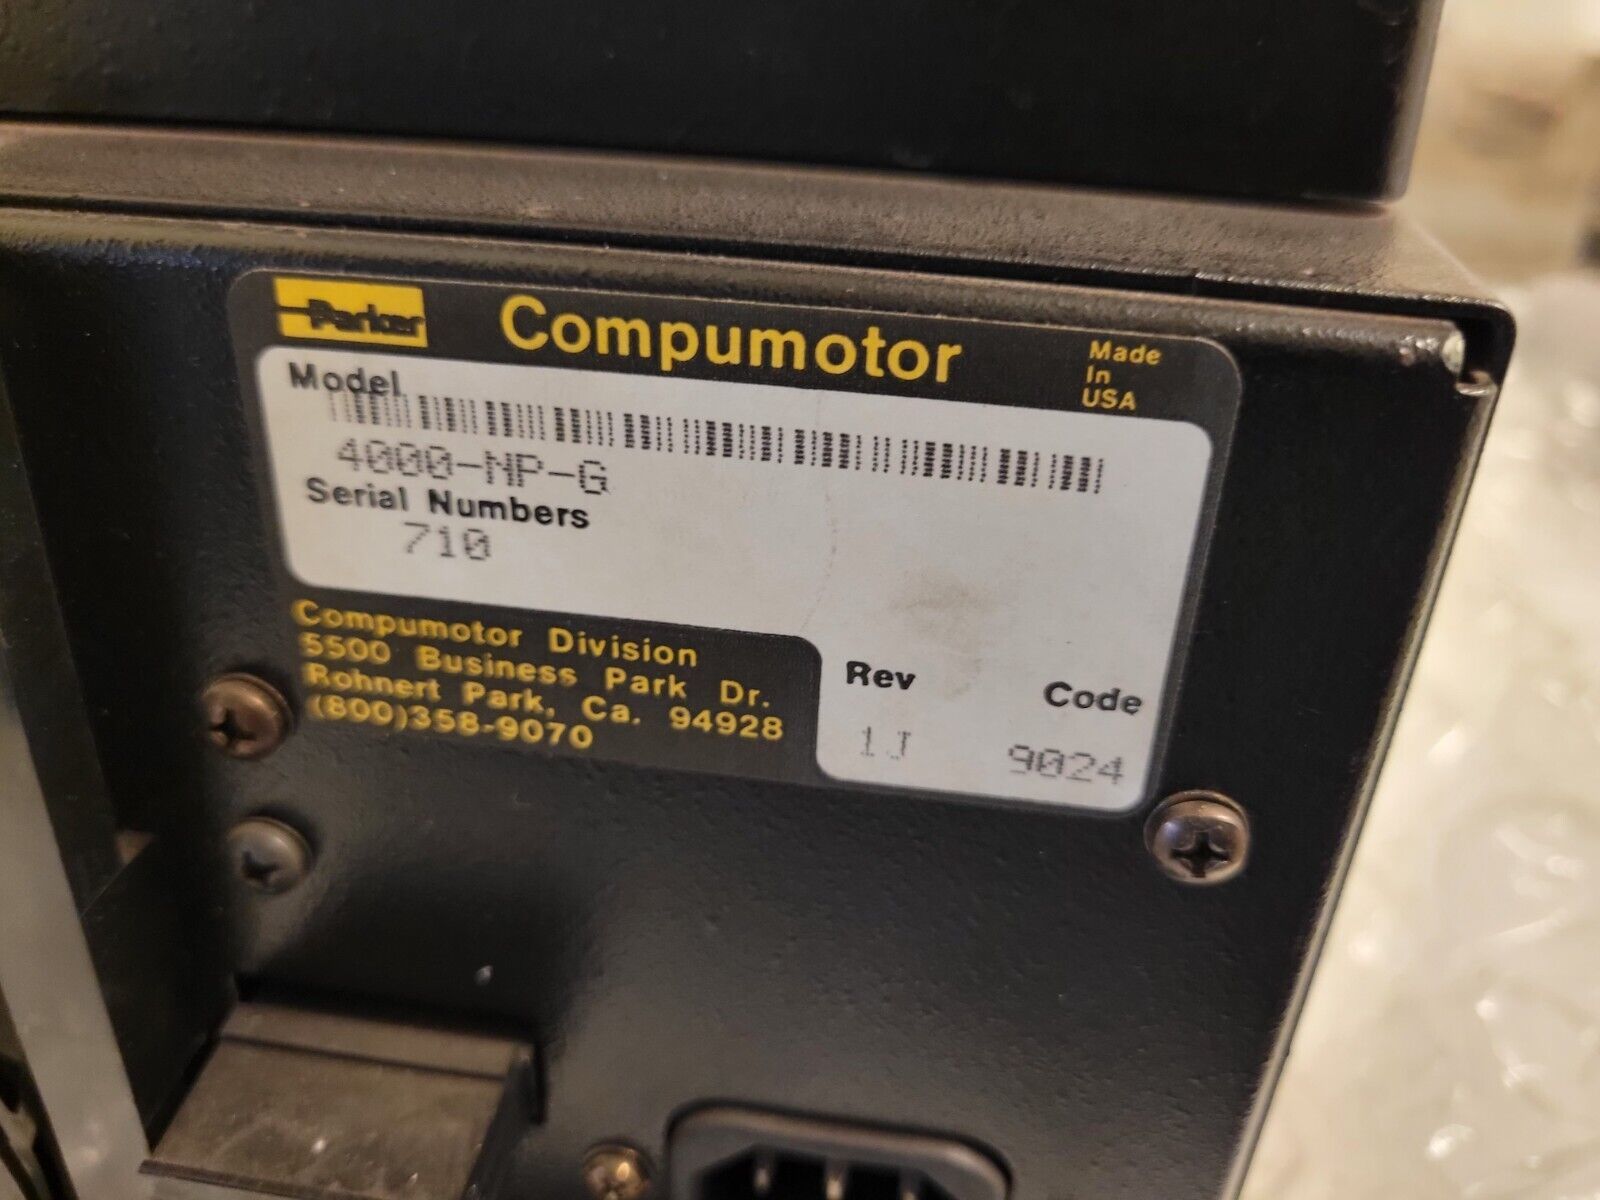 Parker
Compumotor
Made
In
USA
Model
4000-NP-G
Serial Numbers
710
Compumotor Division
5500 Business Park Dr.
Rohnert Park, Ca. 94928
(800)358-9070
Rev
Code
1J
9024